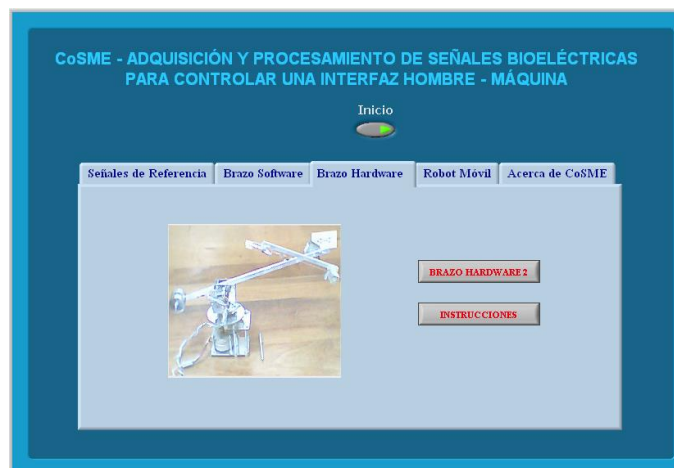 CoSME - ADQUISICIÓN Y PROCESAMIENTO DE SEÑALES BIOELÉCTRICAS
PARA CONTROLAR UNA INTERFAZ HOMBRE - MÁQUINA
Inicio
Señales de Referencia Brazo Software Brazo Hardware Robot Móvil Acerca de CoSME
BRAZO HARDWARE 2
INSTRUCCIONES